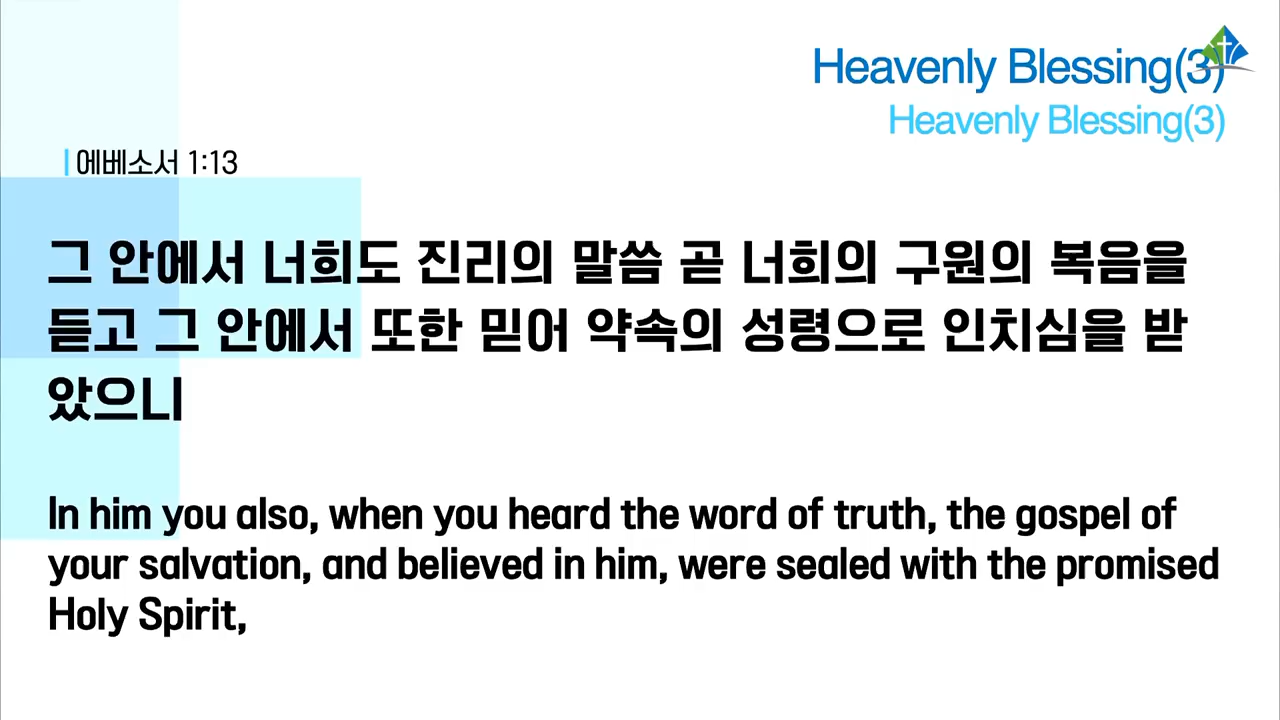 Heavenly Blessing(3)
Heavenly Blessing(3)
에베소서 1:13
그 안에서 너희도 진리의 말씀 곧 너희의 구원의 복음을
듣고 그 안에서 또한 믿어 약속의 성령으로 인치심을 받
았으니
In him you also, when you heard the word of truth, the gospel of
your salvation, and believed in him, were sealed with the promised
Holy Spirit,